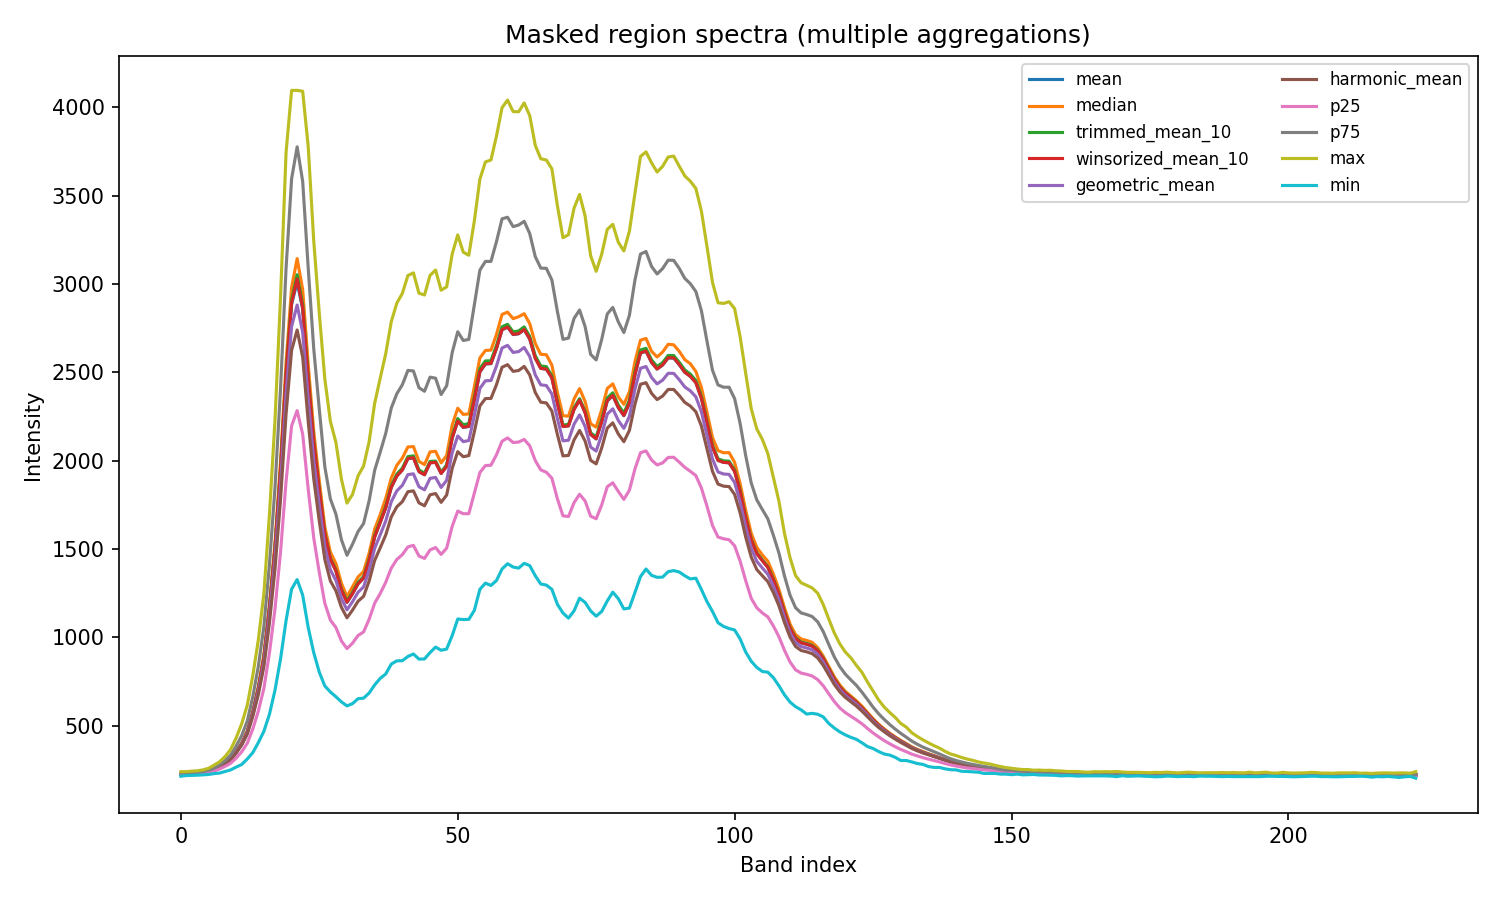 Masked region spectra (multiple aggregations)
mean
median
trimmed_mean_10
winsorized_mean_10
geometric_mean
harmonic_mean
p25
p75
max
min
Intensity
4000
3500
3000
2500
2000
1500
1000
500
0
50
100
150
200
Band index